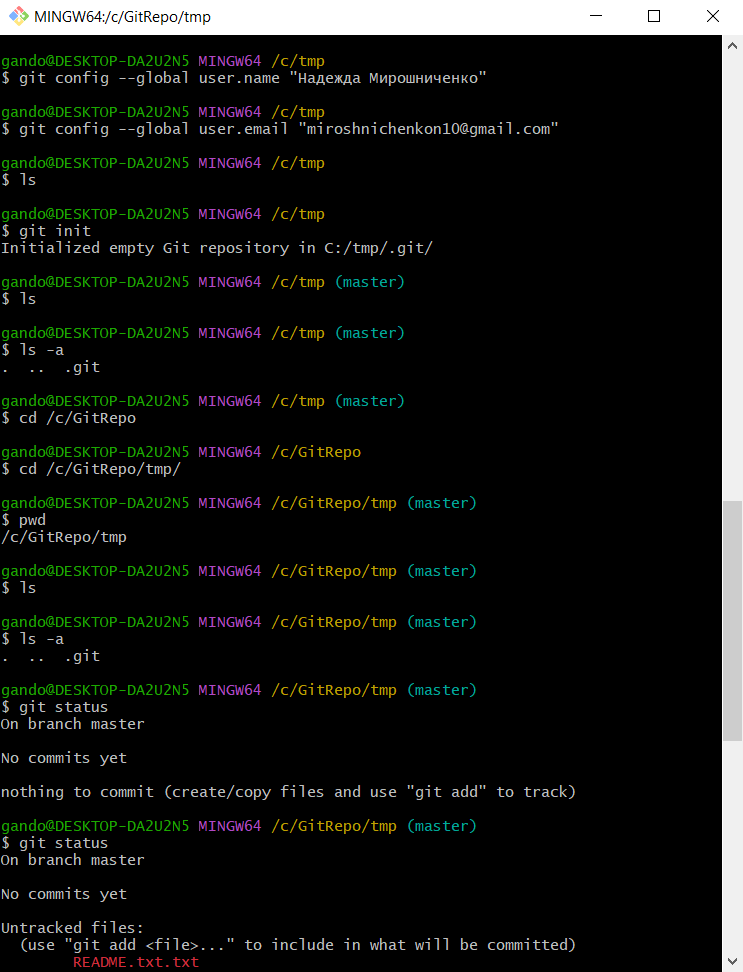 MINGW64:/c/GitRepo/tmp
gando@DESKTOP-DA2U2N5 MINGW64 /c/tmp
$ git config --global user.name "Надежда Мирошниченко"
gando@DESKTOP-DA2U2N5 MINGW64 /c/tmp
$ git config --global user.email "miroshnichenkon10@gmail.com"
gando@DESKTOP-DA2U2N5 MINGW64 /c/tmp
$ ls
gando@DESKTOP-DA2U2N5 MINGW64 /c/tmp
$ git init
Initialized empty Git repository in C:/tmp/.git/
gando@DESKTOP-DA2U2N5 MINGW64 /c/tmp (master)
$ ls
gando@DESKTOP-DA2U2N5 MINGW64 /c/tmp (master)
$ ls -a
.  ..  .git
gando@DESKTOP-DA2U2N5 MINGW64 /c/tmp (master)
$ cd /c/GitRepo
gando@DESKTOP-DA2U2N5 MINGW64 /c/GitRepo
$ cd /c/GitRepo/tmp/
gando@DESKTOP-DA2U2N5 MINGW64 /c/GitRepo/tmp (master)
$ pwd
/c/GitRepo/tmp
gando@DESKTOP-DA2U2N5 MINGW64 /c/GitRepo/tmp (master)
$ ls
gando@DESKTOP-DA2U2N5 MINGW64 /c/GitRepo/tmp (master)
$ ls -a
.  ..  .git
gando@DESKTOP-DA2U2N5 MINGW64 /c/GitRepo/tmp (master)
$ git status
On branch master
No commits yet
nothing to commit (create/copy files and use "git add" to track)
gando@DESKTOP-DA2U2N5 MINGW64 /c/GitRepo/tmp (master)
$ git status
On branch master
No commits yet
Untracked files:
(use "git add <file>..." to include in what will be committed)
README.txt.txt